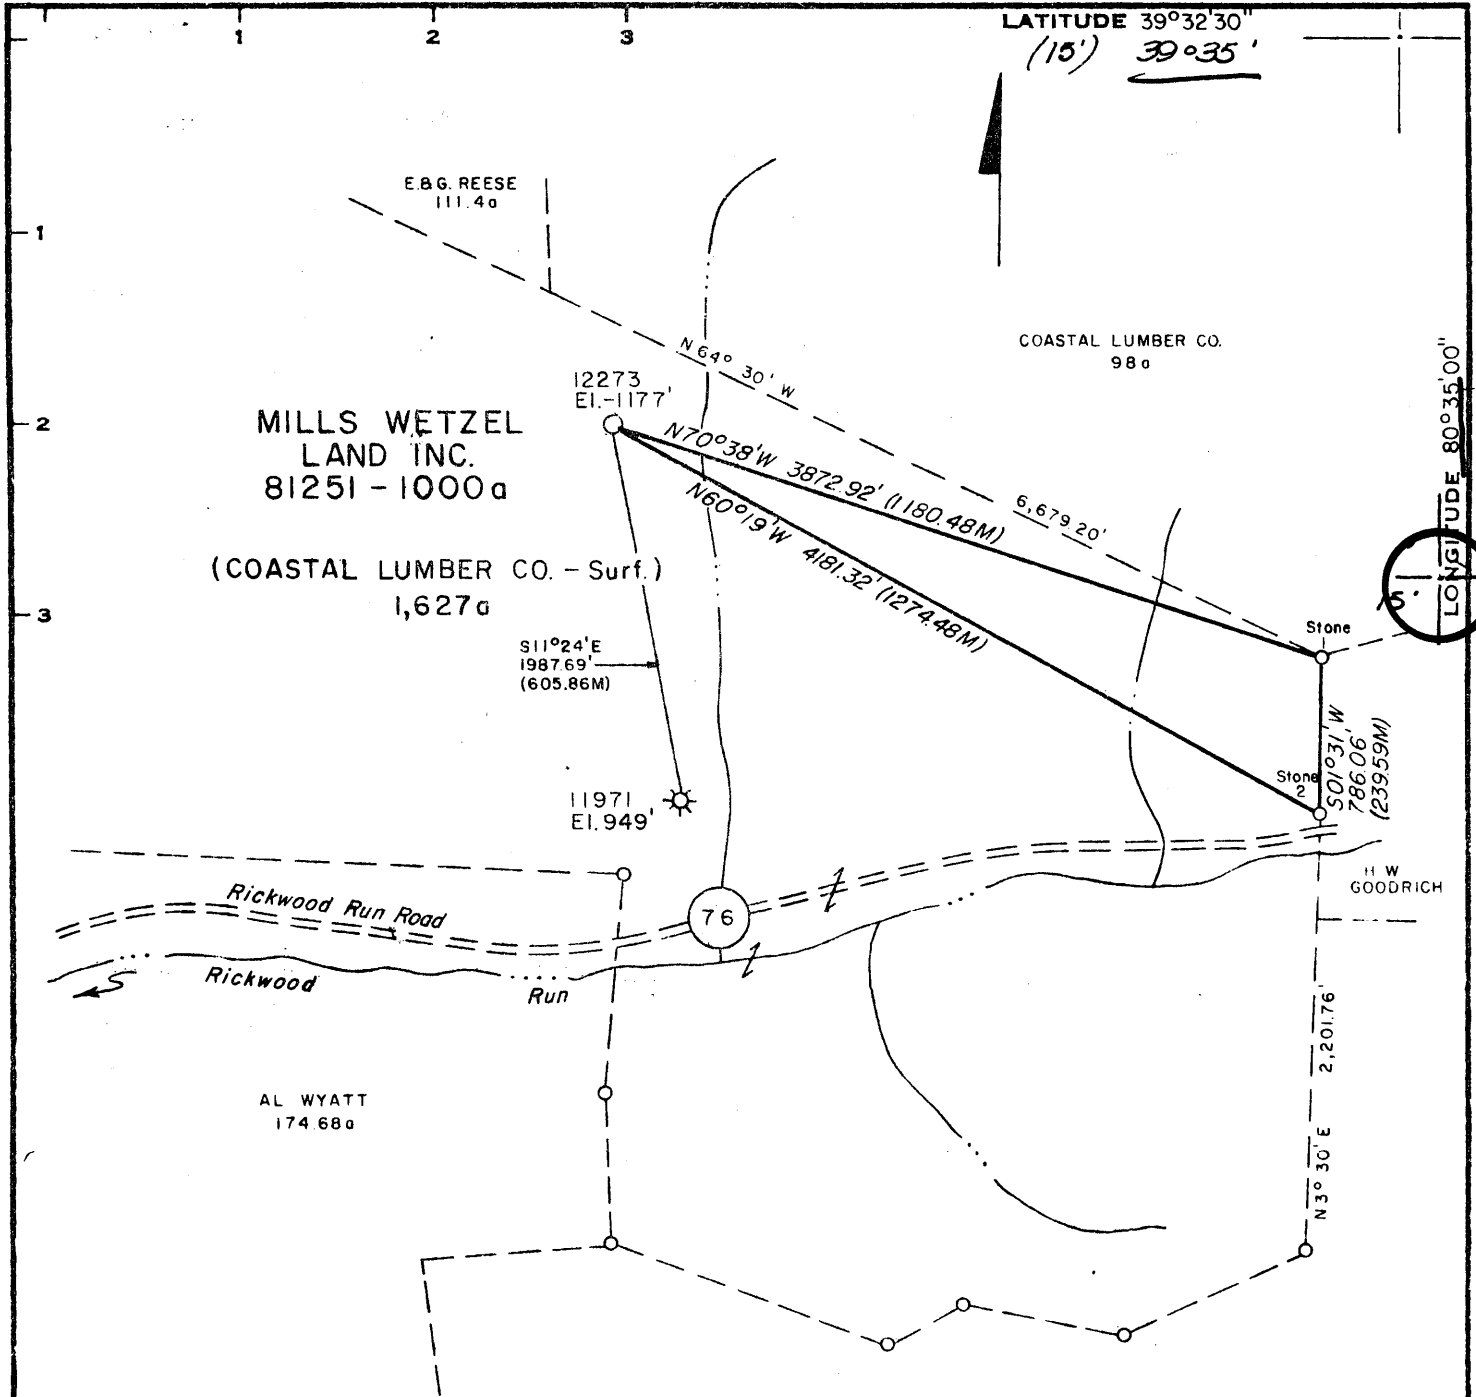 LATITUDE 39°32'30"
(15') 39°35'
1 2 3
E.&G. REESE
111.4a
1
N 64° 30' W
COASTAL LUMBER CO.
98a
LONGITUDE 80°35'00"
15'
12273
El.-1177'
2
MILLS WETZEL
LAND INC.
81251-1000a
N70°38'W 3872.92' (1180.48M)
6,679.20'
N60°19'W 4181.32' (1274.48M)
(COASTAL LUMBER CO. - Surf.)
1,627a
3
Stone
S11°24'E
1987.69'
(605.86M)
S01°31'W
786.06'
(239.59M)
Stone
2
11971
El. 949'
H W
GOODRICH
Rickwood Run Road
76
Rickwood
Run
2,201.76'
N 3° 30' E
AL WYATT
174.68a